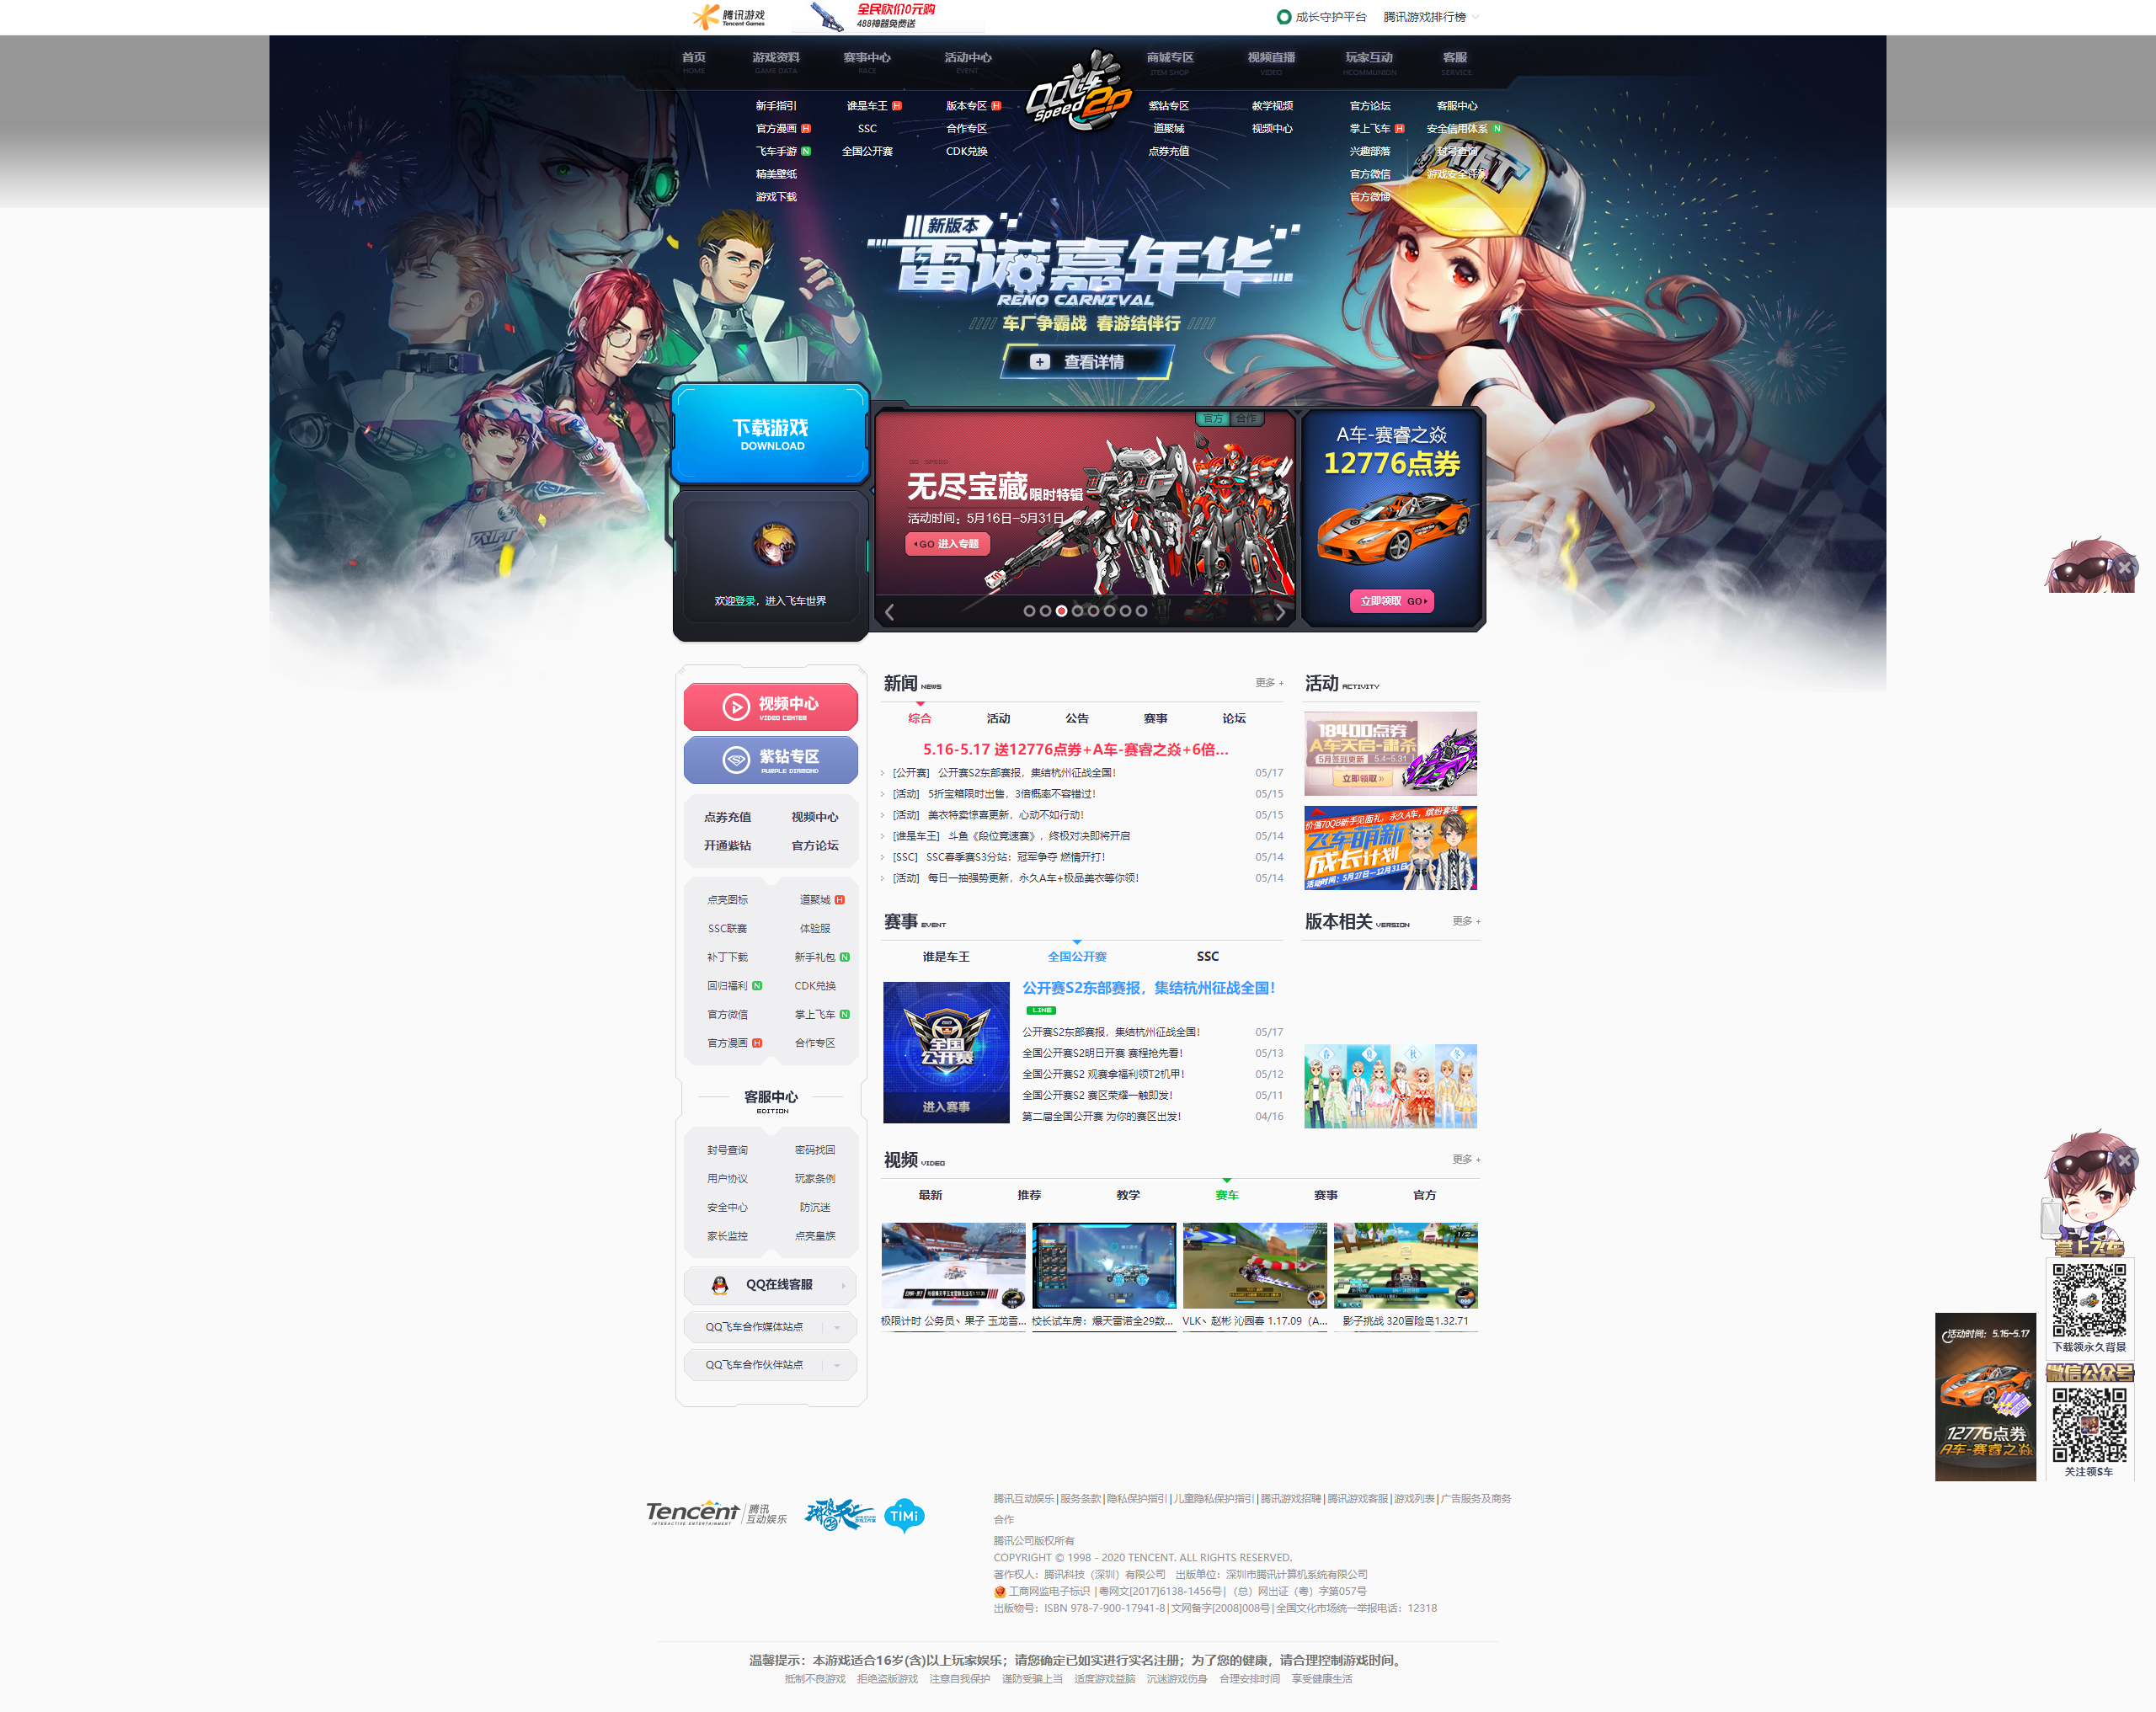 腾讯游戏
Tencent Games
全民砍价0元购
488神器免费送
成长守护平台
腾讯游戏排行榜
首页
HOME
游戏资料
GAME DATA
赛事中心
RACE
活动中心
EVENT
QQ飞车
Speed 2.0
商城专区
ITEM SHOP
视频直播
VIDEO
玩家互动
HCOMMUNION
客服
SERVICE
新手指引
官方漫画 H
飞车手游 N
精美壁纸
游戏下载
谁是车王 H
SSC
全国公开赛
版本专区 H
合作专区
CDK兑换
紫钻专区
道聚城
点券充值
教学视频
视频中心
官方论坛
掌上飞车 H
兴趣部落
官方微信
官方微博
客服中心
安全信用体系 N
封号查询
游戏安全评测
新版本
雷诺嘉年华
RENO CARNIVAL
车厂争霸战 春游结伴行
查看详情
下载游戏
DOWNLOAD
欢迎登录，进入飞车世界
官方
合作
QQ SPEED
无尽宝藏限时特辑
活动时间：5月16日-5月31日
GO 进入专题
A车-赛睿之焱
12776点券
立即领取 GO
视频中心
VIDEO CENTER
紫钻专区
PURPLE DIAMOND
点券充值
视频中心
开通紫钻
官方论坛
点亮图标
道聚城 H
SSC联赛
体验服
补丁下载
新手礼包 N
回归福利 N
CDK兑换
官方微信
掌上飞车 N
官方漫画 H
合作专区
客服中心
EDITION
封号查询
密码找回
用户协议
玩家条例
安全中心
防沉迷
家长监控
点亮皇族
QQ在线客服
QQ飞车合作媒体站点
QQ飞车合作伙伴站点
新闻 NEWS
更多 +
综合
活动
公告
赛事
论坛
5.16-5.17 送12776点券+A车-赛睿之焱+6倍...
[公开赛] 公开赛S2东部赛报，集结杭州征战全国！ 05/17
[活动] 5折宝箱限时出售，3倍概率不容错过！ 05/15
[活动] 美衣特卖惊喜更新，心动不如行动！ 05/15
[谁是车王] 斗鱼《段位竞速赛》，终极对决即将开启 05/14
[SSC] SSC春季赛S3分站：冠军争夺 燃情开打！ 05/14
[活动] 每日一抽强势更新，永久A车+极品美衣等你领！ 05/14
活动 ACTIVITY
18400点券
A车天启-肃杀
5月签到更新 5.4-5.31
立即领取
价值70QB新手见面礼，永久A车，缤纷套装
飞车萌新
成长计划
活动时间：5月27日-12月31日
赛事 EVENT
谁是车王
全国公开赛
SSC
2019
全国
公开赛
进入赛事
公开赛S2东部赛报，集结杭州征战全国！
LINE
公开赛S2东部赛报，集结杭州征战全国！ 05/17
全国公开赛S2明日开赛 赛程抢先看！ 05/13
全国公开赛S2 观赛拿福利领T2机甲！ 05/12
全国公开赛S2 赛区荣耀一触即发！ 05/11
第二届全国公开赛 为你的赛区出发！ 04/16
版本相关 VERSION
更多 +
春
夏
秋
冬
视频 VIDEO
更多 +
最新
推荐
教学
赛车
赛事
官方
极限计时 公务员丶果子 玉龙雪...
校长试车房：爆天雷诺全29数...
VLK丶赵彬 沁园春 1.17.09（A...
影子挑战 320冒险岛1.32.71
掌上飞车
下载领永久背景
微信公众号
关注领S车
活动时间：5.16-5.17
12776点券
A车-赛睿之焱
Tencent 腾讯
互动娱乐
INTERACTIVE ENTERTAINMENT
TiMi
腾讯互动娱乐|服务条款|隐私保护指引|儿童隐私保护指引|腾讯游戏招聘|腾讯游戏客服|游戏列表|广告服务及商务
合作
腾讯公司版权所有
COPYRIGHT © 1998 - 2020 TENCENT. ALL RIGHTS RESERVED.
著作权人：腾讯科技（深圳）有限公司 出版单位：深圳市腾讯计算机系统有限公司
工商网监电子标识 |粤网文[2017]6138-1456号|（总）网出证（粤）字第057号
出版物号：ISBN 978-7-900-17941-8|文网备字[2008]008号|全国文化市场统一举报电话：12318
温馨提示：本游戏适合16岁(含)以上玩家娱乐；请您确定已如实进行实名注册；为了您的健康，请合理控制游戏时间。
抵制不良游戏 拒绝盗版游戏 注意自我保护 谨防受骗上当 适度游戏益脑 沉迷游戏伤身 合理安排时间 享受健康生活